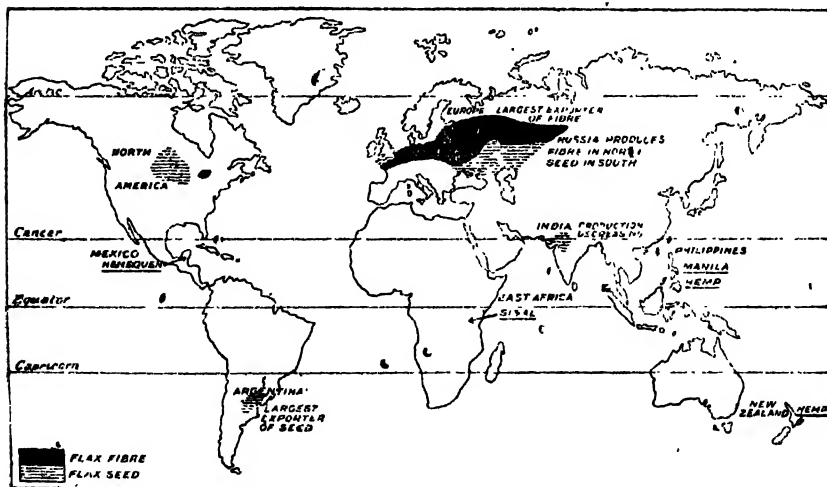 Arctic
EUROPE LARGEST EXPORTER
OF FIBRE
RUSSIA PRODUCES
FIBRE IN NORTH
SEED IN SOUTH
NORTH
AMERICA
Cancer
MEXICO
HENEQUEN
INDIA PRODUCTION
DECREASING
PHILIPPINES
MANILA
HEMP
Equator
EAST AFRICA
SISAL
Capricorn
ARGENTINA
LARGEST
EXPORTER
OF SEED
NEW
ZEALAND HEMP
FLAX FIBRE
FLAX SEED